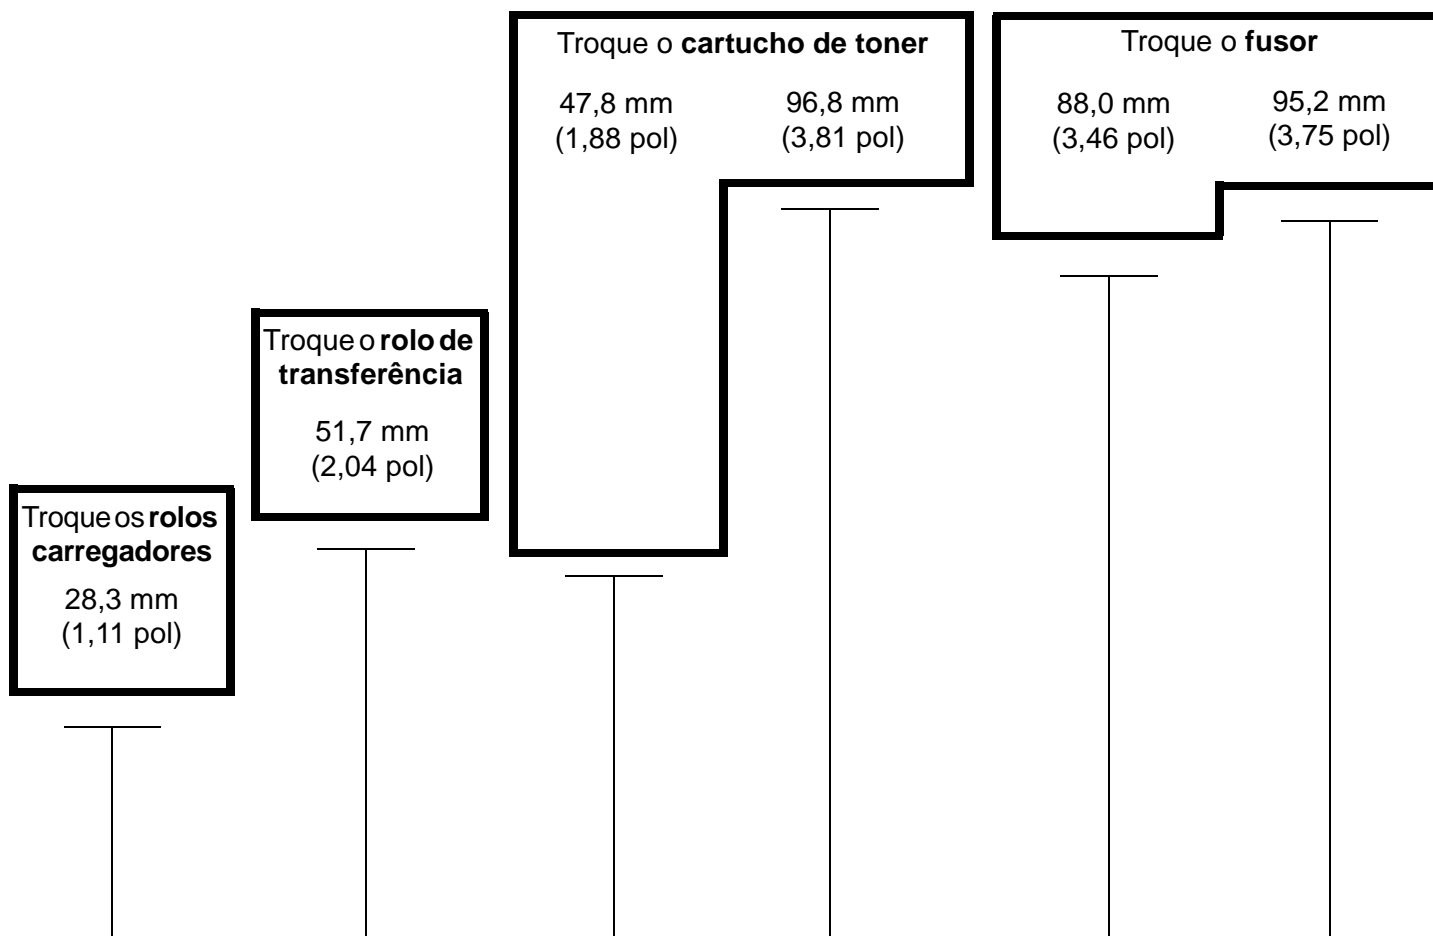 Troque o cartucho de toner
47,8 mm
(1,88 pol)
96,8 mm
(3,81 pol)
Troque o fusor
88,0 mm
(3,46 pol)
95,2 mm
(3,75 pol)
Troque o rolo de
transferência
51,7 mm
(2,04 pol)
Troque os rolos
carregadores
28,3 mm
(1,11 pol)